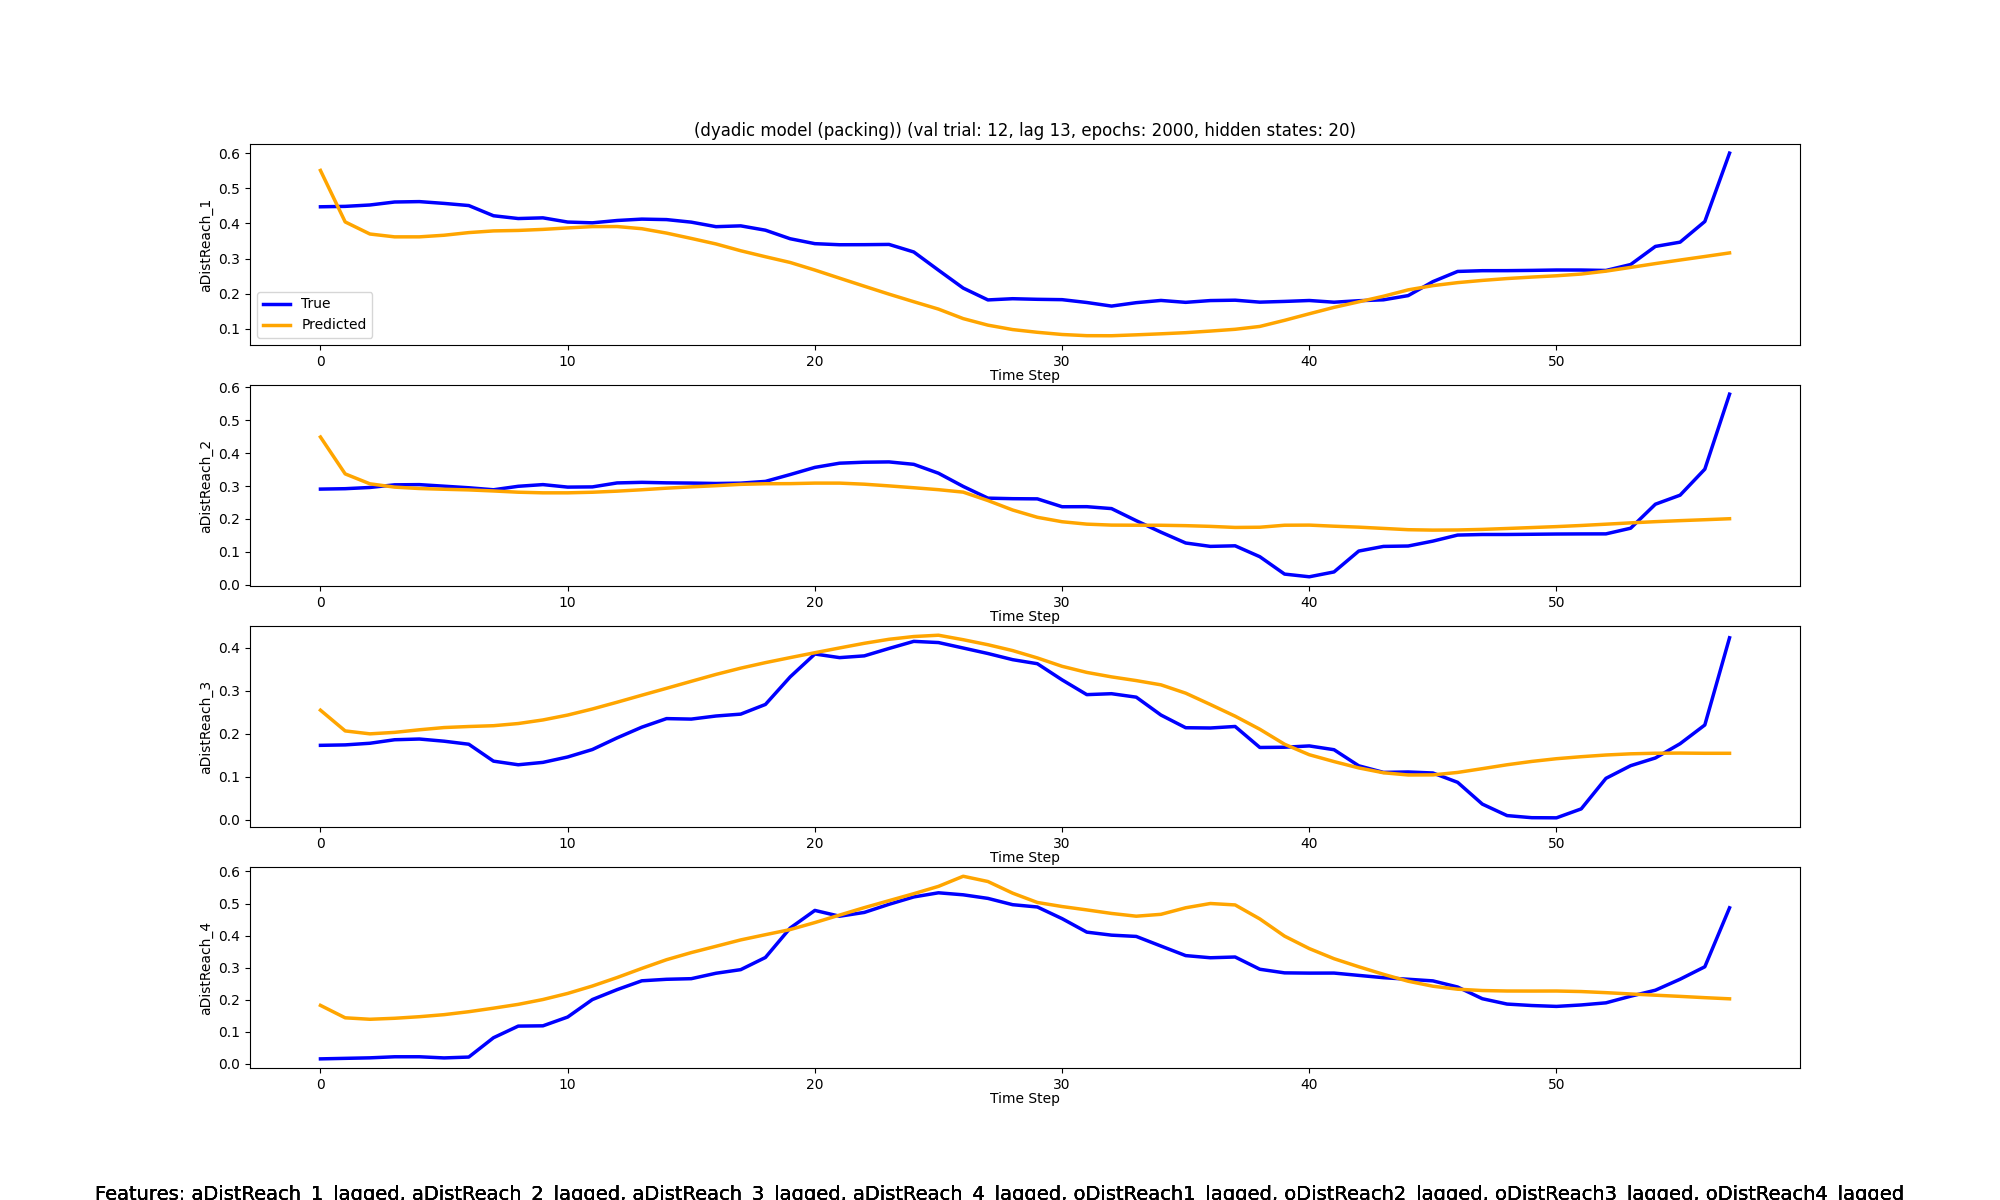 (dyadic model (packing)) (val trial: 12, lag 13, epochs: 2000, hidden states: 20)
0.6
0.5
0.4
0.3
0.2
0.1
aDistReach_1
True
Predicted
0 10 20 30 40 50
Time Step
0.6
0.5
0.4
0.3
0.2
0.1
0.0
aDistReach_2
0 10 20 30 40 50
Time Step
0.4
0.3
0.2
0.1
0.0
aDistReach_3
0 10 20 30 40 50
Time Step
0.6
0.5
0.4
0.3
0.2
0.1
0.0
aDistReach_4
0 10 20 30 40 50
Time Step
Features: aDistReach_1_lagged, aDistReach_2_lagged, aDistReach_3_lagged, aDistReach_4_lagged, oDistReach1_lagged, oDistReach2_lagged, oDistReach3_lagged, oDistReach4_lagged